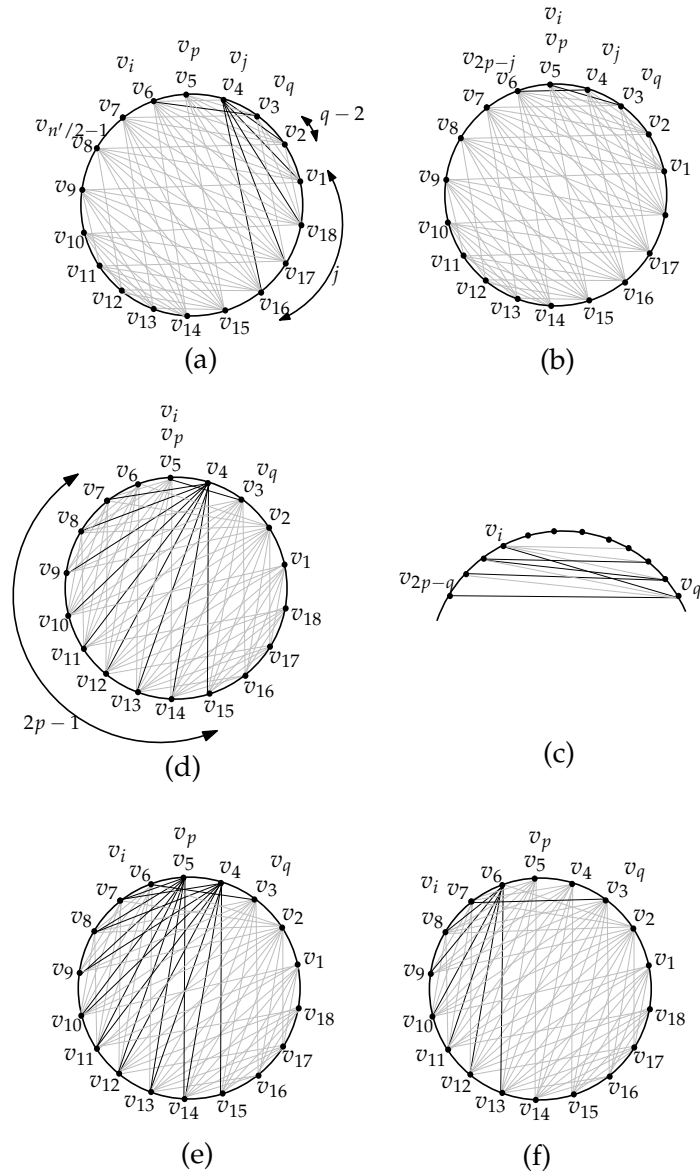 v_i v_p v_j
v_6 v_5 v_4 v_q
v_7 v_3 q − 2
v_{n'/2−1} v_2
v_8
v_9 v_1
v_10 v_18
v_11 v_17 j
v_12 v_16
v_13 v_14 v_15
(a)
v_i
v_p v_j
v_{2p−j} v_5 v_4 v_q
v_6 v_3
v_7 v_2
v_8
v_9 v_1
v_10
v_11 v_17
v_12 v_16
v_13 v_14 v_15
(b)
v_i
v_p
v_6 v_5 v_4 v_q
v_7 v_3
v_8 v_2
v_9 v_1
v_10 v_18
v_11 v_17
v_12 v_16
v_13 v_14 v_15
2p − 1
(d)
v_i
v_{2p−q} v_q
(c)
v_p
v_i v_5 v_4 v_q
v_6 v_3
v_7 v_2
v_8
v_9 v_1
v_10 v_18
v_11 v_17
v_12 v_16
v_13 v_14 v_15
(e)
v_p
v_6 v_5 v_4 v_q
v_i v_7 v_3
v_8 v_2
v_9 v_1
v_10 v_18
v_11 v_17
v_12 v_16
v_13 v_14 v_15
(f)